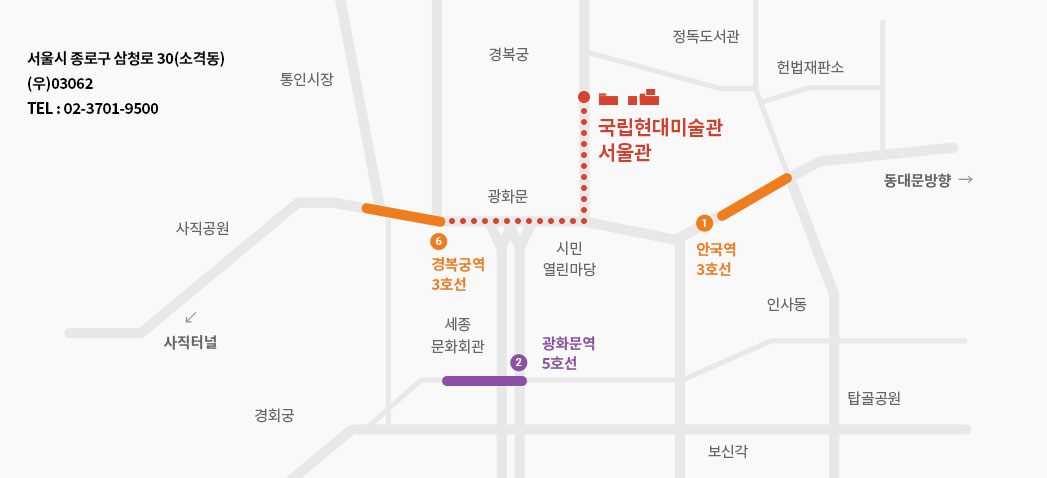 서울시 종로구 삼청로 30(소격동)
(우)03062
TEL : 02-3701-9500
통인시장
경복궁
정독도서관
헌법재판소
국립현대미술관
서울관
동대문방향 →
광화문
사직공원
6
경복궁역
3호선
시민
열린마당
1
안국역
3호선
인사동
↙
사직터널
세종
문화회관
2
광화문역
5호선
경희궁
탑골공원
보신각